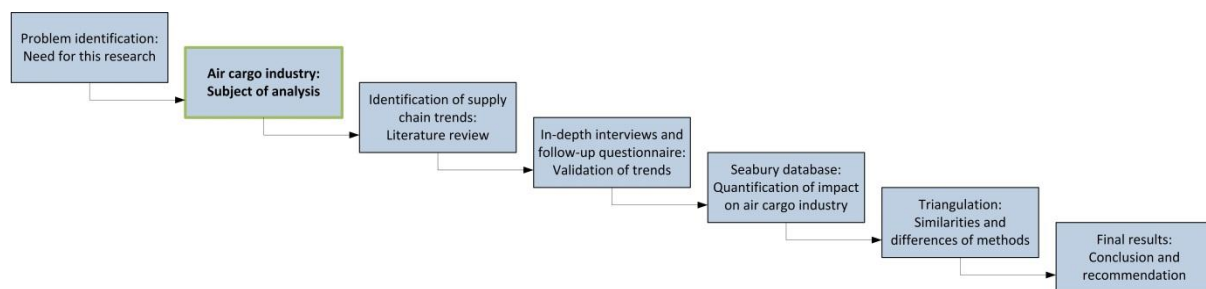 Problem identification:
Need for this research
Air cargo industry:
Subject of analysis
Identification of supply
chain trends:
Literature review
In-depth interviews and
follow-up questionnaire:
Validation of trends
Seabury database:
Quantification of impact
on air cargo industry
Triangulation:
Similarities and
differences of methods
Final results:
Conclusion and
recommendation